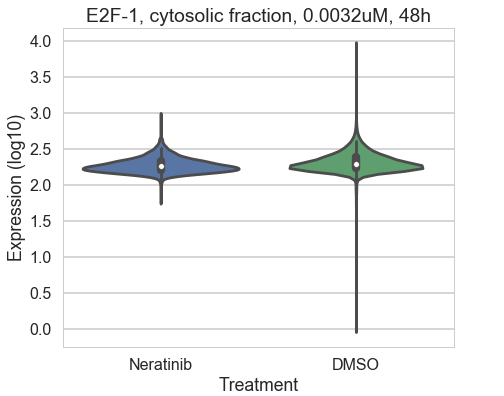 E2F-1, cytosolic fraction, 0.0032uM, 48h
4.0
3.5
3.0
2.5
2.0
1.5
1.0
0.5
0.0
Expression (log10)
Neratinib DMSO
Treatment